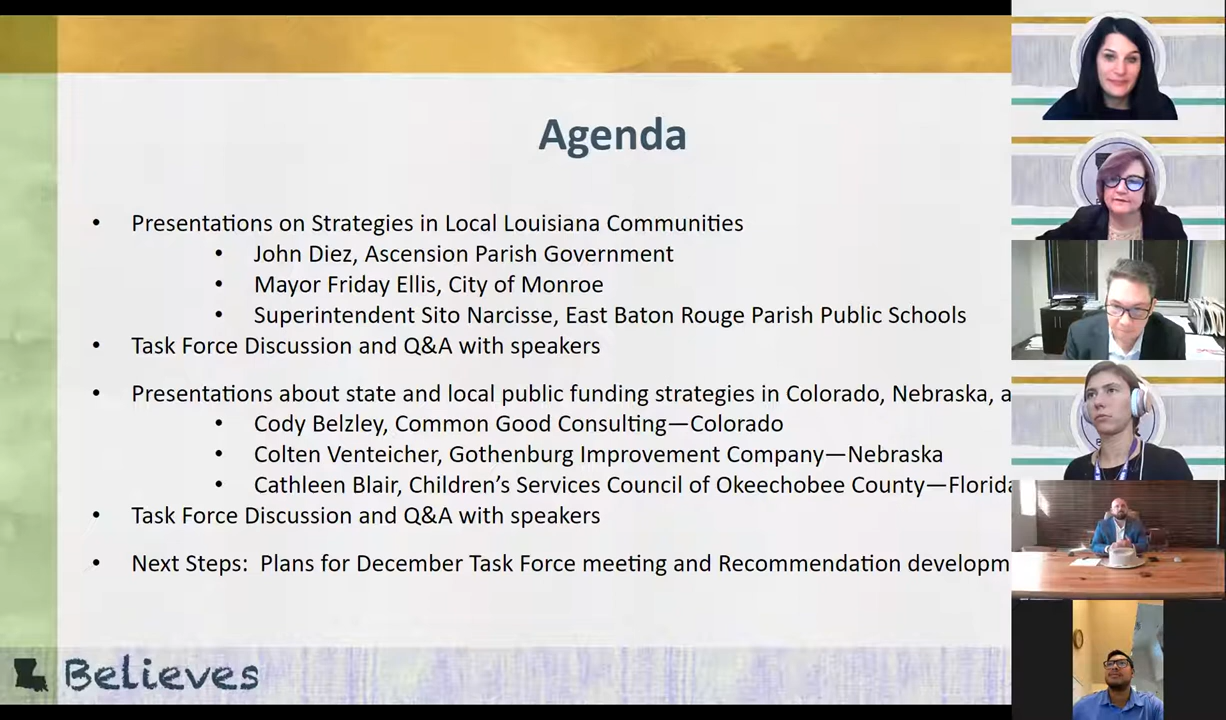 Agenda
• Presentations on Strategies in Local Louisiana Communities
• John Diez, Ascension Parish Government
• Mayor Friday Ellis, City of Monroe
• Superintendent Sito Narcisse, East Baton Rouge Parish Public Schools
• Task Force Discussion and Q&A with speakers
• Presentations about state and local public funding strategies in Colorado, Nebraska, a
• Cody Belzley, Common Good Consulting—Colorado
• Colten Venteicher, Gothenburg Improvement Company—Nebraska
• Cathleen Blair, Children's Services Council of Okeechobee County—Florida
• Task Force Discussion and Q&A with speakers
• Next Steps:  Plans for December Task Force meeting and Recommendation developm
Believes